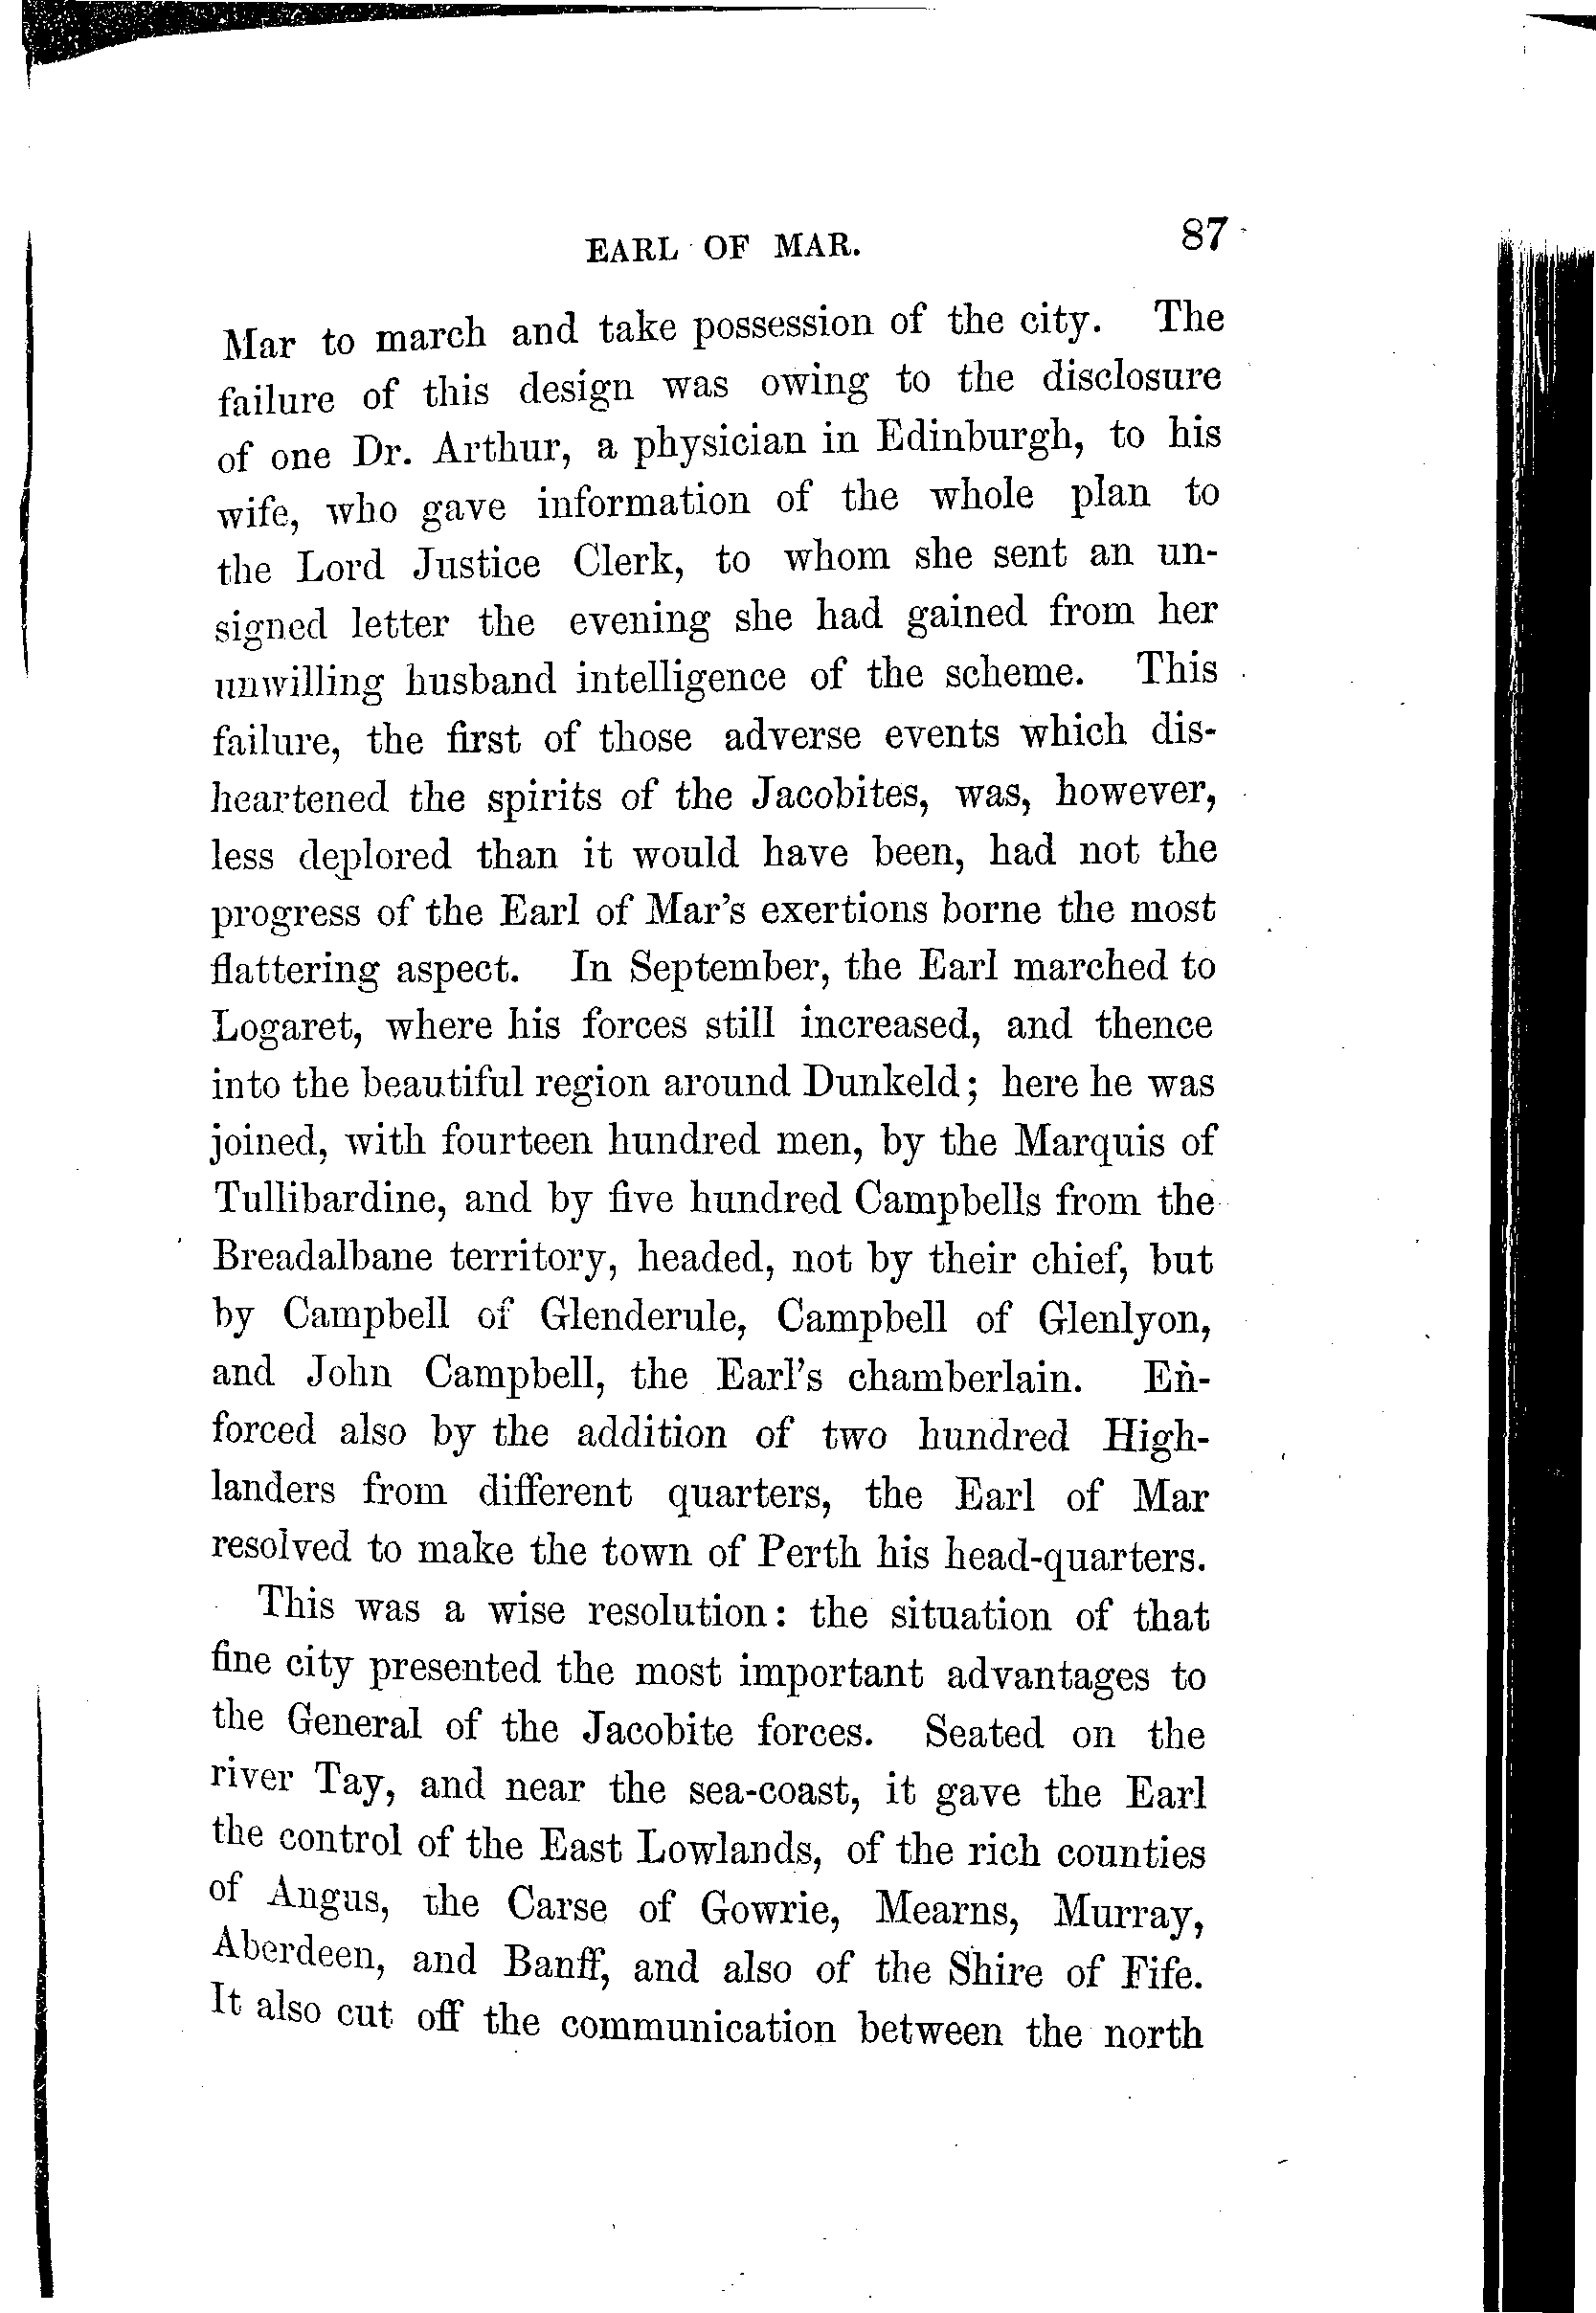 EARL OF MAR. 87
Mar to march and take possession of the city. The
failure of this design was owing to the disclosure
of one Dr. Arthur, a physician in Edinburgh, to his
wife, who gave information of the whole plan to
the Lord Justice Clerk, to whom she sent an un-
signed letter the evening she had gained from her
unwilling husband intelligence of the scheme. This
failure, the first of those adverse events which dis-
heartened the spirits of the Jacobites, was, however,
less deplored than it would have been, had not the
progress of the Earl of Mar's exertions borne the most
flattering aspect. In September, the Earl marched to
Logaret, where his forces still increased, and thence
into the beautiful region around Dunkeld; here he was
joined, with fourteen hundred men, by the Marquis of
Tullibardine, and by five hundred Campbells from the
Breadalbane territory, headed, not by their chief, but
by Campbell of Glenderule, Campbell of Glenlyon,
and John Campbell, the Earl's chamberlain. En-
forced also by the addition of two hundred High-
landers from different quarters, the Earl of Mar
resolved to make the town of Perth his head-quarters.
This was a wise resolution: the situation of that
fine city presented the most important advantages to
the General of the Jacobite forces. Seated on the
river Tay, and near the sea-coast, it gave the Earl
the control of the East Lowlands, of the rich counties
of Angus, the Carse of Gowrie, Mearns, Murray,
Aberdeen, and Banff, and also of the Shire of Fife.
It also cut off the communication between the north